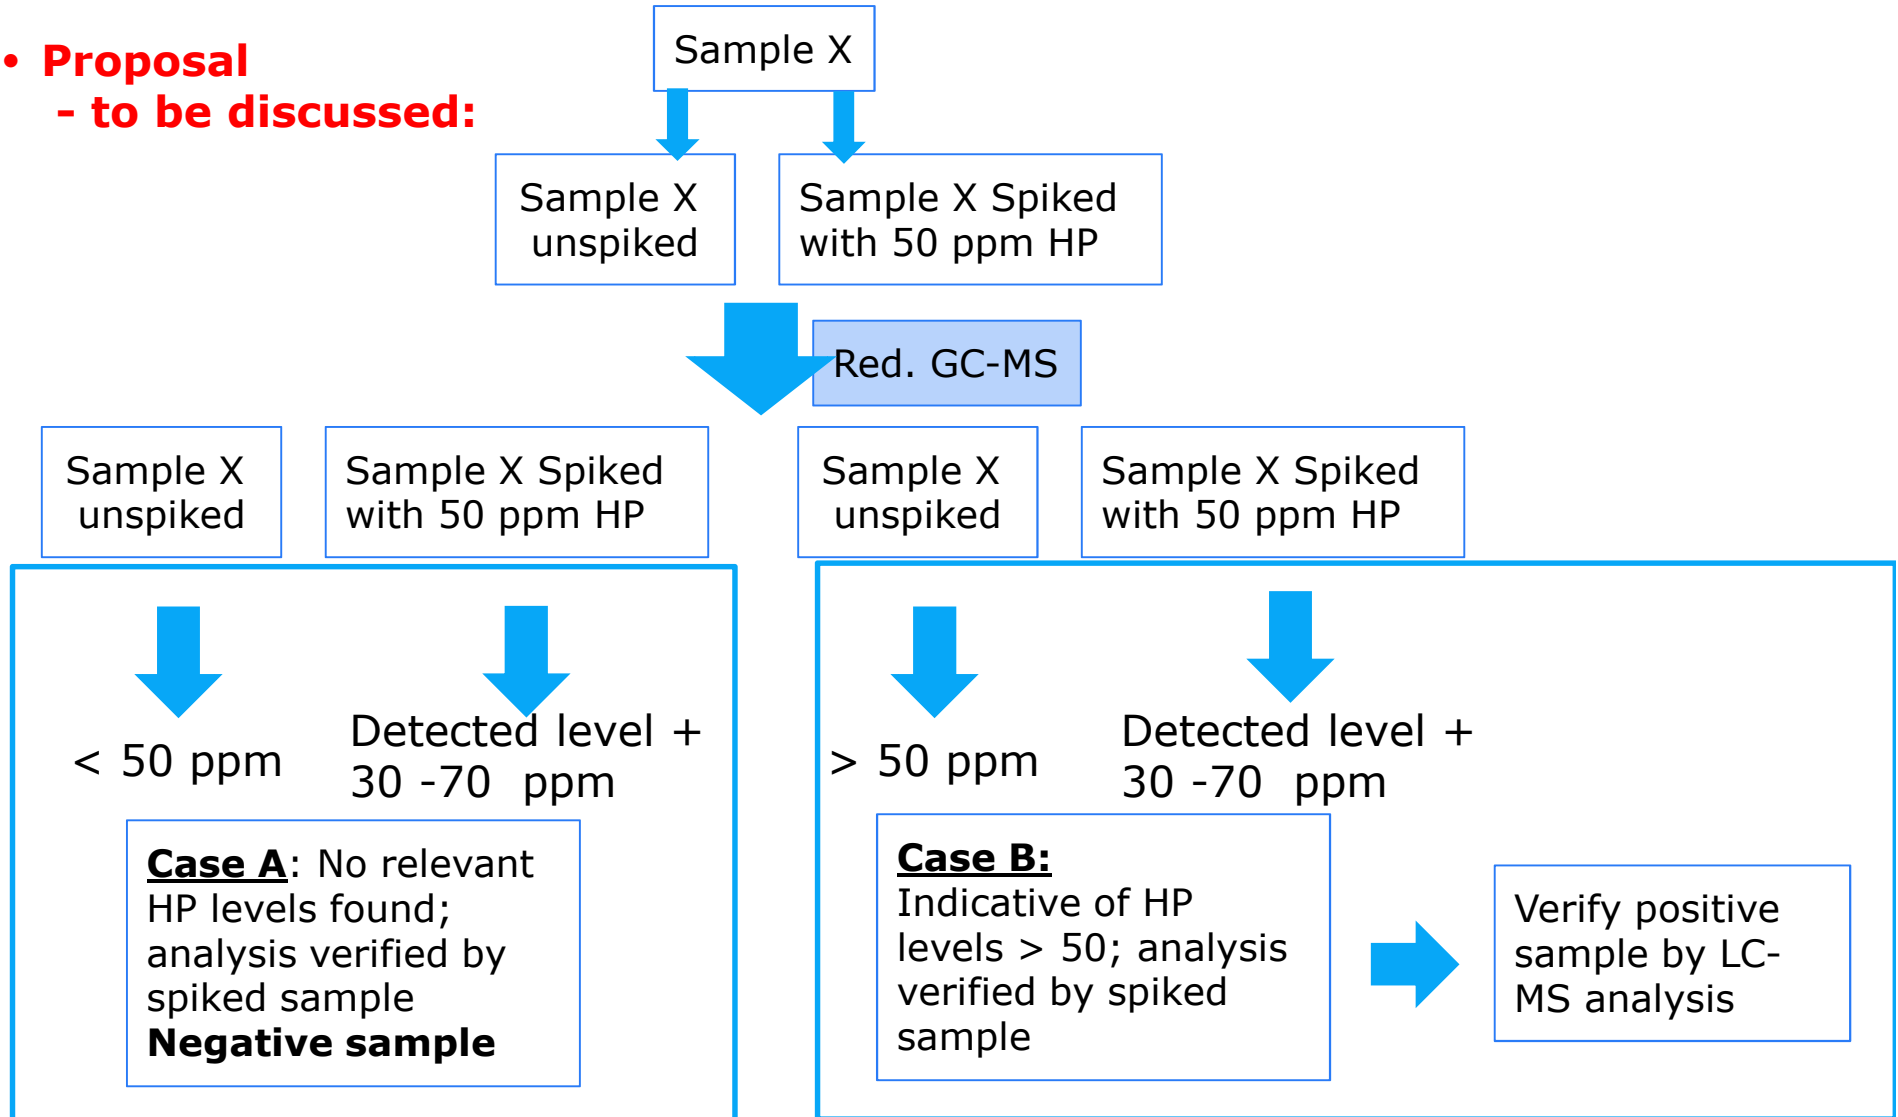 • Proposal
- to be discussed:
Sample X
Sample X
unspiked
Sample X Spiked
with 50 ppm HP
Red. GC-MS
Sample X
unspiked
Sample X Spiked
with 50 ppm HP
Sample X
unspiked
Sample X Spiked
with 50 ppm HP
< 50 ppm
Detected level +
30 -70 ppm
> 50 ppm
Detected level +
30 -70 ppm
Case A: No relevant
HP levels found;
analysis verified by
spiked sample
Negative sample
Case B:
Indicative of HP
levels > 50; analysis
verified by spiked
sample
Verify positive
sample by LC-
MS analysis